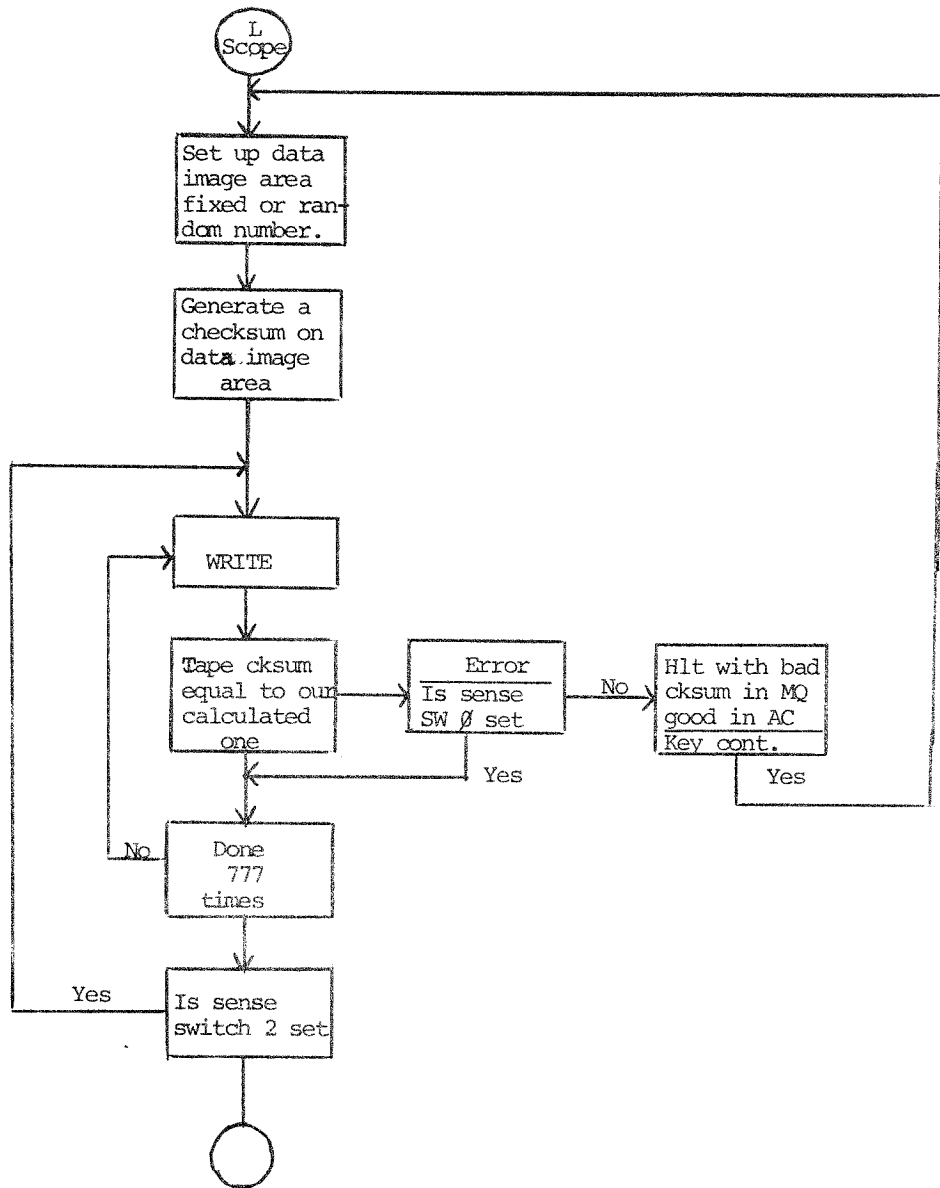 L
Scope
Set up data
image area
fixed or ran-
dom number.
Generate a
checksum on
data image
area
WRITE
Tape cksum
equal to our
calculated
one
Error
Is sense
SW Ø set
No
Hlt with bad
cksum in MQ
good in AC
Key cont.
Yes
Yes
No
Done
777
times
Yes
Is sense
switch 2 set